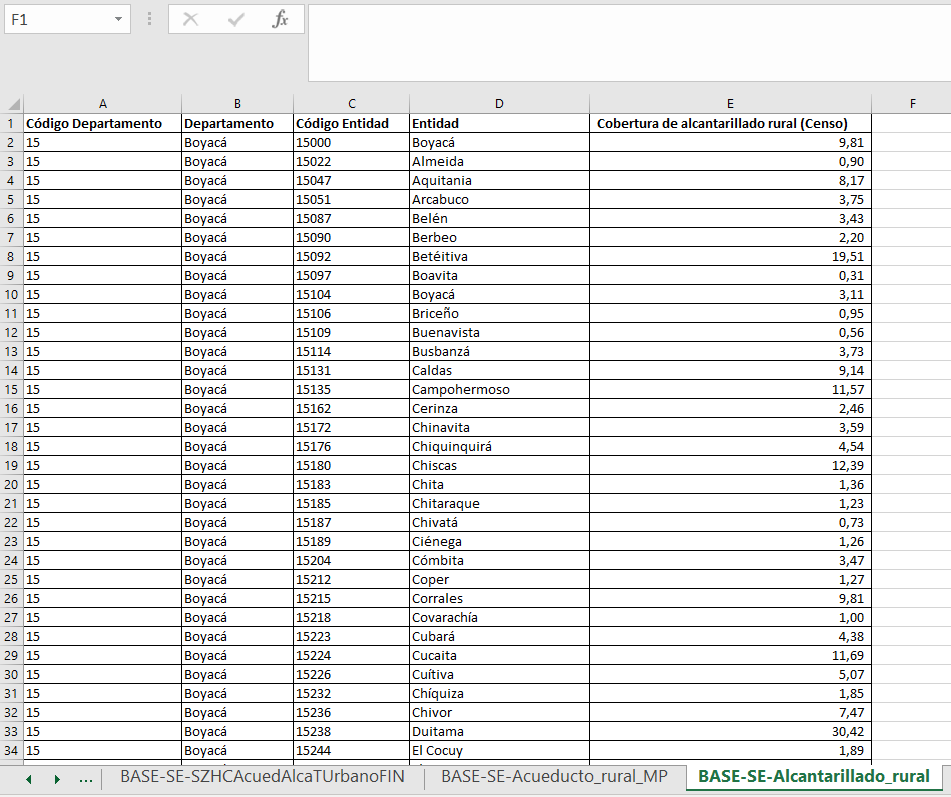 F1
fx
A B C D E F
1 Código Departamento Departamento Código Entidad Entidad Cobertura de alcantarillado rural (Censo)
2 15 Boyacá 15000 Boyacá 9,81
3 15 Boyacá 15022 Almeida 0,90
4 15 Boyacá 15047 Aquitania 8,17
5 15 Boyacá 15051 Arcabuco 3,75
6 15 Boyacá 15087 Belén 3,43
7 15 Boyacá 15090 Berbeo 2,20
8 15 Boyacá 15092 Betéitiva 19,51
9 15 Boyacá 15097 Boavita 0,31
10 15 Boyacá 15104 Boyacá 3,11
11 15 Boyacá 15106 Briceño 0,95
12 15 Boyacá 15109 Buenavista 0,56
13 15 Boyacá 15114 Busbanzá 3,73
14 15 Boyacá 15131 Caldas 9,14
15 15 Boyacá 15135 Campohermoso 11,57
16 15 Boyacá 15162 Cerinza 2,46
17 15 Boyacá 15172 Chinavita 3,59
18 15 Boyacá 15176 Chiquinquirá 4,54
19 15 Boyacá 15180 Chiscas 12,39
20 15 Boyacá 15183 Chita 1,36
21 15 Boyacá 15185 Chitaraque 1,23
22 15 Boyacá 15187 Chivatá 0,73
23 15 Boyacá 15189 Ciénega 1,26
24 15 Boyacá 15204 Cómbita 3,47
25 15 Boyacá 15212 Coper 1,27
26 15 Boyacá 15215 Corrales 9,81
27 15 Boyacá 15218 Covarachía 1,00
28 15 Boyacá 15223 Cubará 4,38
29 15 Boyacá 15224 Cucaita 11,69
30 15 Boyacá 15226 Cuítiva 5,07
31 15 Boyacá 15232 Chíquiza 1,85
32 15 Boyacá 15236 Chivor 7,47
33 15 Boyacá 15238 Duitama 30,42
34 15 Boyacá 15244 El Cocuy 1,89
... BASE-SE-SZHCAcuedAlcaTUrbanoFIN BASE-SE-Acueducto_rural_MP BASE-SE-Alcantarillado_rural